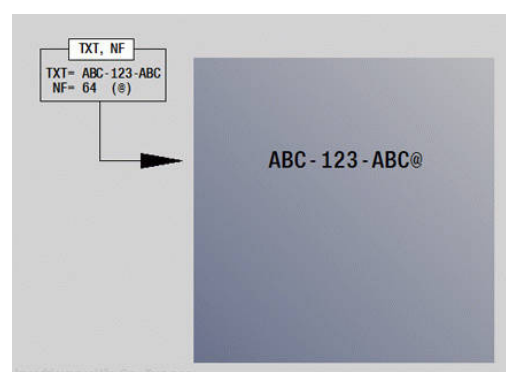 TXT, NF
TXT= ABC-123-ABC
NF= 64 (@)
ABC-123-ABC@